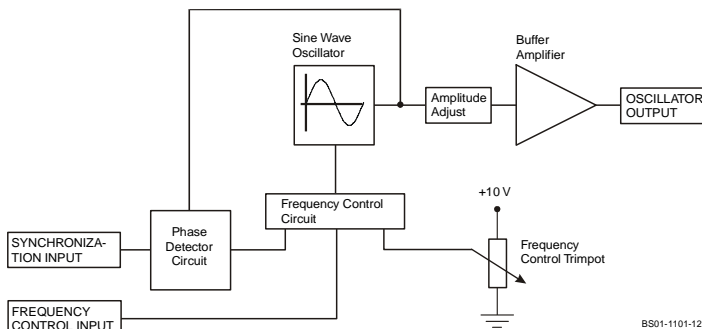 Sine Wave
Oscillator
Buffer
Amplifier
Amplitude
Adjust
OSCILLATOR
OUTPUT
+10 V
Frequency Control
Circuit
SYNCHRONIZA-
TION INPUT
Phase
Detector
Circuit
Frequency
Control Trimpot
FREQUENCY
CONTROL INPUT
BS01-1101-12